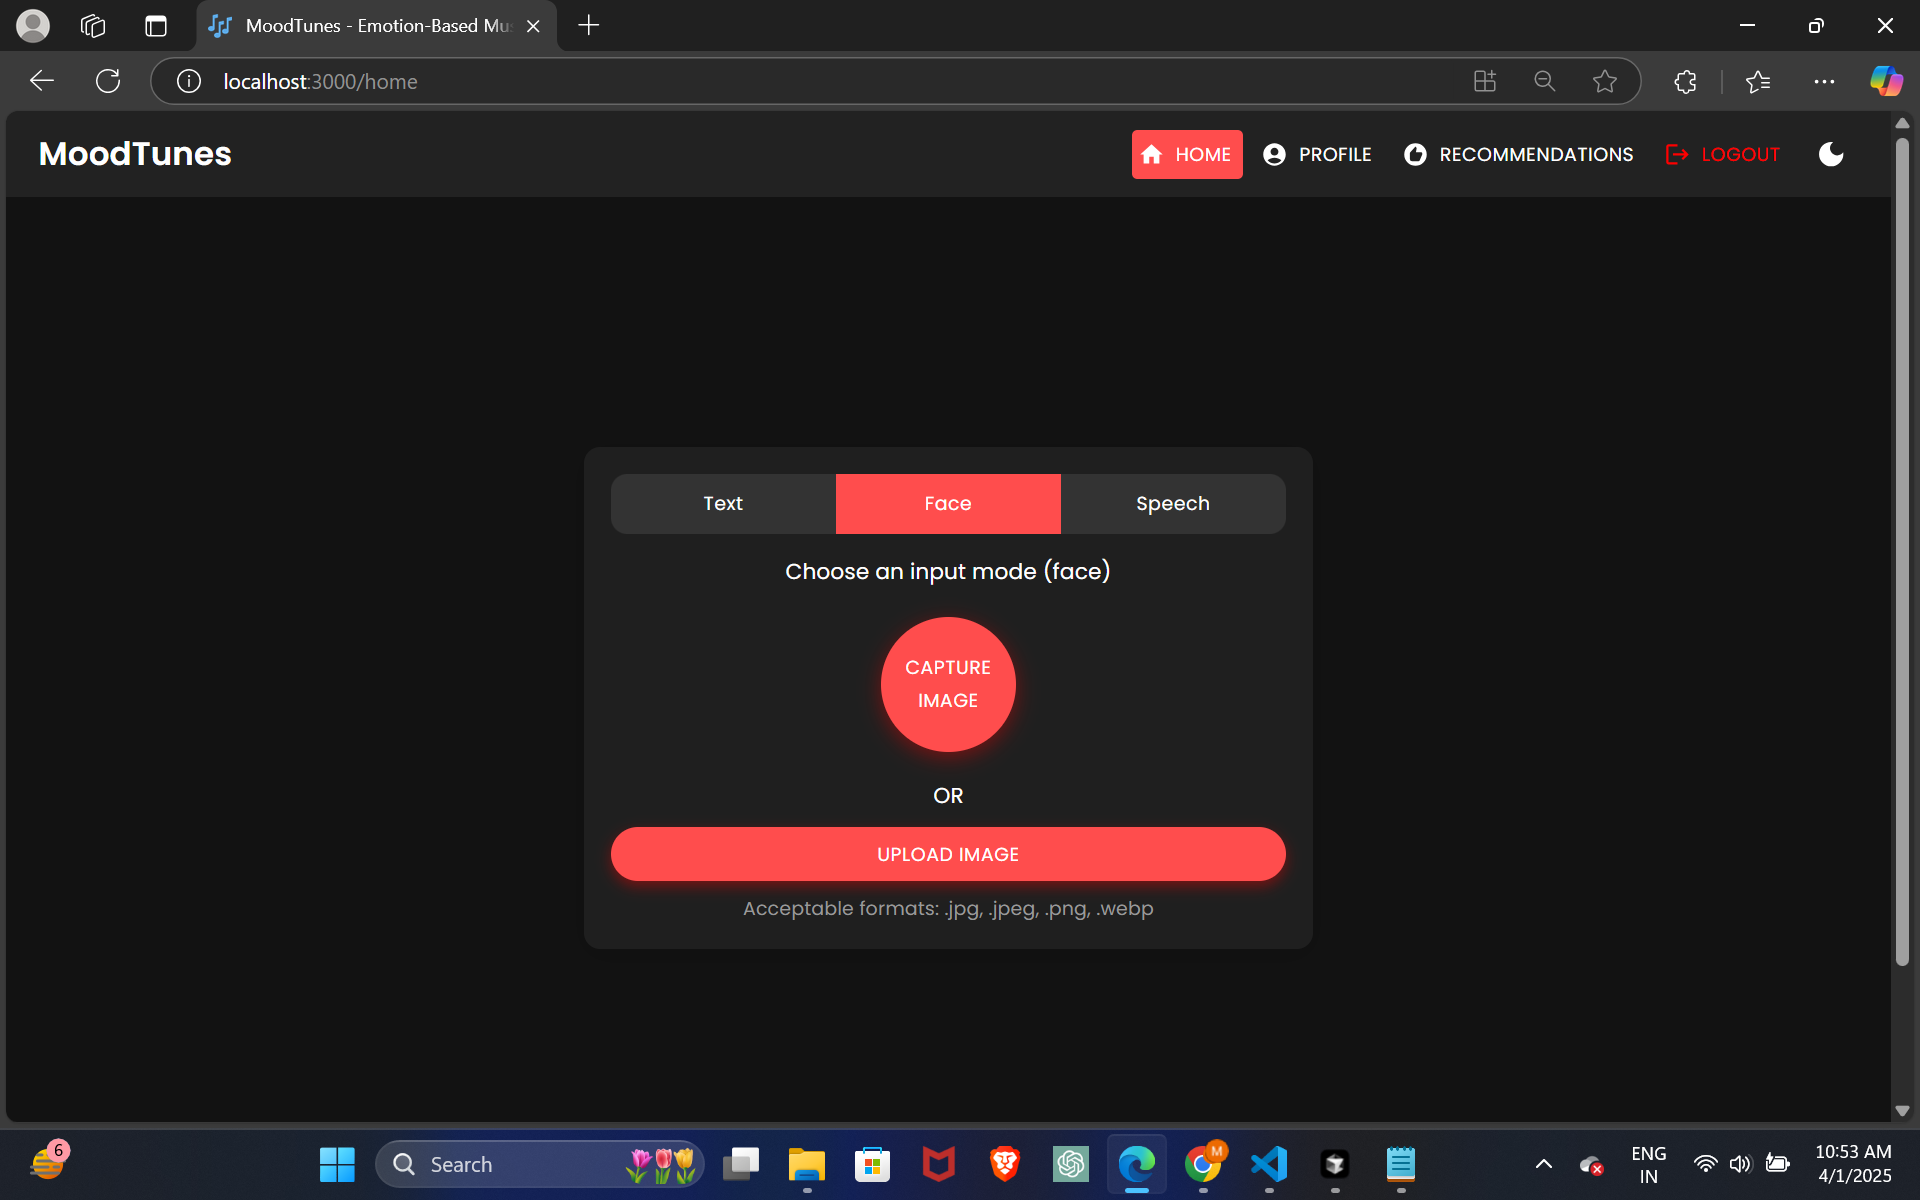 MoodTunes - Emotion-Based Mus
localhost:3000/home
MoodTunes
HOME
PROFILE
RECOMMENDATIONS
LOGOUT
Text
Face
Speech
Choose an input mode (face)
CAPTURE
IMAGE
OR
UPLOAD IMAGE
Acceptable formats: .jpg, .jpeg, .png, .webp
6
Search
M
ENG
IN
10:53 AM
4/1/2025